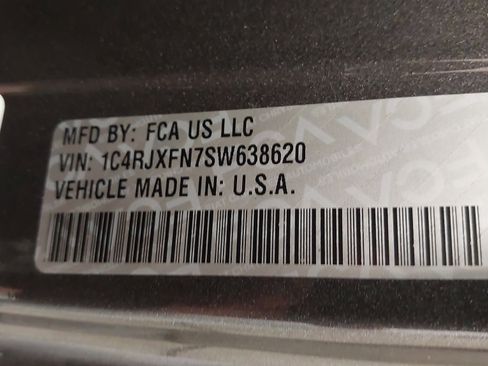 MFD BY: FCA US LLC
VIN: 1C4RJXFN7SW638620
VEHICLE MADE IN: U.S.A.